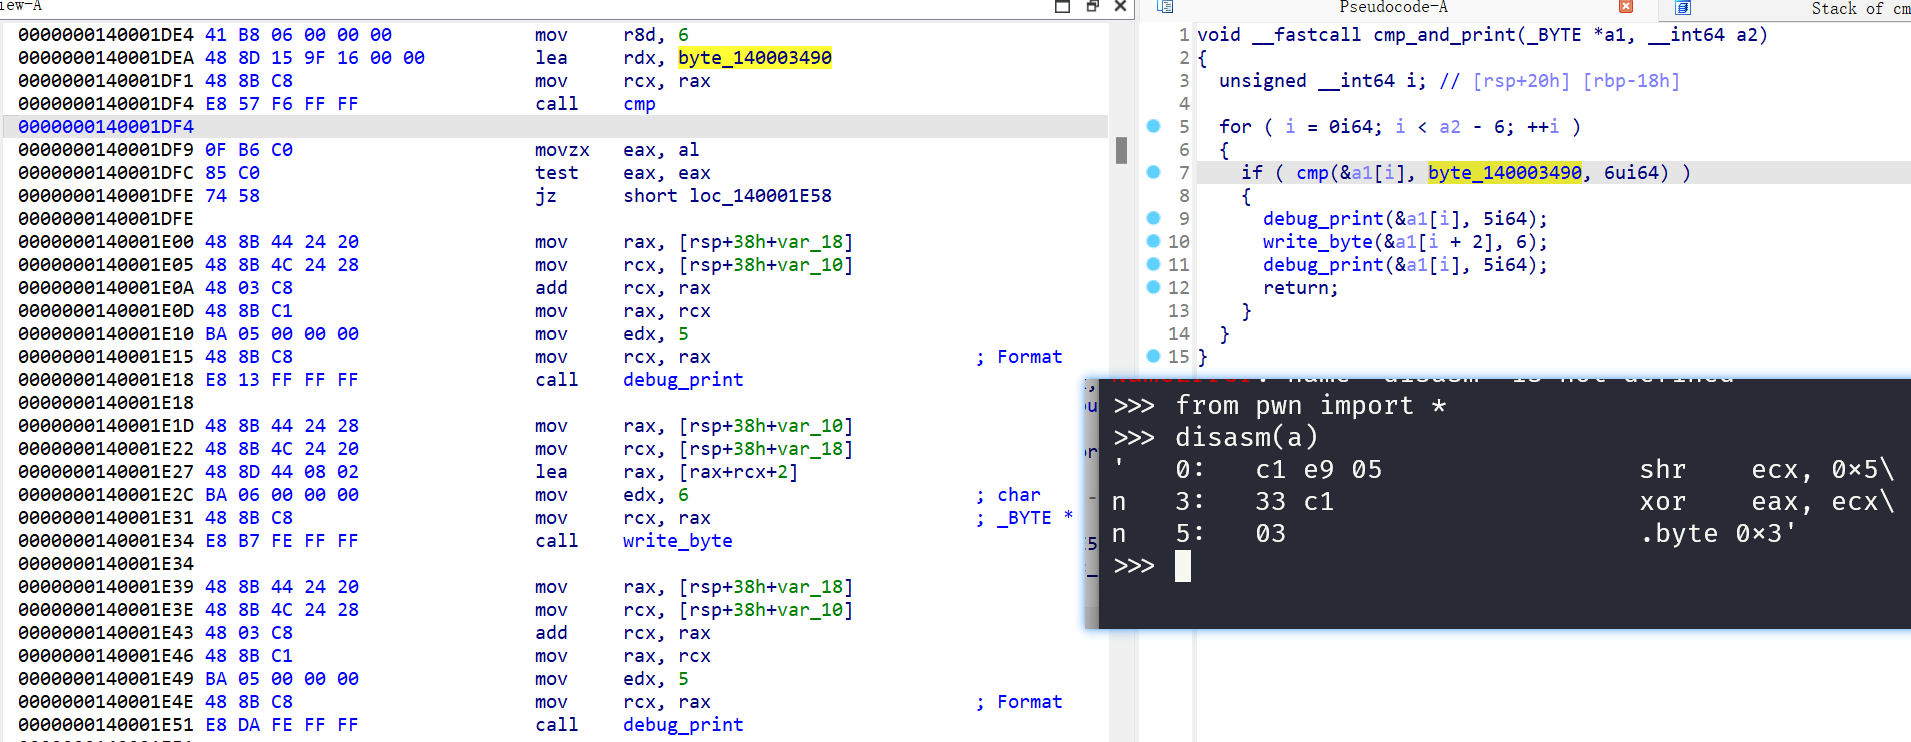 iew-A
0000000140001DE4 41 B8 06 00 00 00 mov r8d, 6
0000000140001DEA 48 8D 15 9F 16 00 00 lea rdx, byte_140003490
0000000140001DF1 48 8B C8 mov rcx, rax
0000000140001DF4 E8 57 F6 FF FF call cmp
0000000140001DF4
0000000140001DF9 0F B6 C0 movzx eax, al
0000000140001DFC 85 C0 test eax, eax
0000000140001DFE 74 58 jz short loc_140001E58
0000000140001DFE
0000000140001E00 48 8B 44 24 20 mov rax, [rsp+38h+var_18]
0000000140001E05 48 8B 4C 24 28 mov rcx, [rsp+38h+var_10]
0000000140001E0A 48 03 C8 add rcx, rax
0000000140001E0D 48 8B C1 mov rax, rcx
0000000140001E10 BA 05 00 00 00 mov edx, 5
0000000140001E15 48 8B C8 mov rcx, rax ; Format
0000000140001E18 E8 13 FF FF FF call debug_print
0000000140001E18
0000000140001E1D 48 8B 44 24 28 mov rax, [rsp+38h+var_10]
0000000140001E22 48 8B 4C 24 20 mov rcx, [rsp+38h+var_18]
0000000140001E27 48 8D 44 08 02 lea rax, [rax+rcx+2]
0000000140001E2C BA 06 00 00 00 mov edx, 6 ; char
0000000140001E31 48 8B C8 mov rcx, rax ; _BYTE *
0000000140001E34 E8 B7 FE FF FF call write_byte
0000000140001E34
0000000140001E39 48 8B 44 24 20 mov rax, [rsp+38h+var_18]
0000000140001E3E 48 8B 4C 24 28 mov rcx, [rsp+38h+var_10]
0000000140001E43 48 03 C8 add rcx, rax
0000000140001E46 48 8B C1 mov rax, rcx
0000000140001E49 BA 05 00 00 00 mov edx, 5
0000000140001E4E 48 8B C8 mov rcx, rax ; Format
0000000140001E51 E8 DA FE FF FF call debug_print
Pseudocode-A
Stack of cm
1 void __fastcall cmp_and_print(_BYTE *a1, __int64 a2)
2 {
3 unsigned __int64 i; // [rsp+20h] [rbp-18h]
4
5 for ( i = 0i64; i < a2 - 6; ++i )
6 {
7 if ( cmp(&a1[i], byte_140003490, 6ui64) )
8 {
9 debug_print(&a1[i], 5i64);
10 write_byte(&a1[i + 2], 6);
11 debug_print(&a1[i], 5i64);
12 return;
13 }
14 }
15 }
NameError: name 'disasm' is not defined
>>> from pwn import *
>>> disasm(a)
' 0: c1 e9 05 shr ecx, 0×5\
n 3: 33 c1 xor eax, ecx\
n 5: 03 .byte 0×3'
>>>